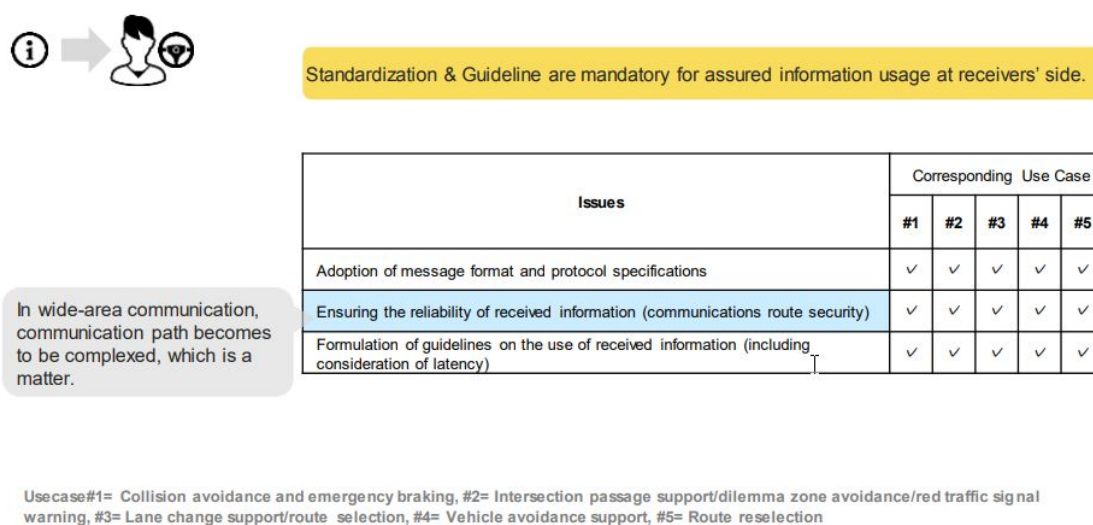 Standardization & Guideline are mandatory for assured information usage at receivers' side.
Issues
Corresponding Use Case
#1 #2 #3 #4 #5
Adoption of message format and protocol specifications ✓ ✓ ✓ ✓ ✓
In wide-area communication,
communication path becomes
to be complexed, which is a
matter.
Ensuring the reliability of received information (communications route security) ✓ ✓ ✓ ✓ ✓
Formulation of guidelines on the use of received information (including
consideration of latency) ✓ ✓ ✓ ✓ ✓
Usecase#1= Collision avoidance and emergency braking, #2= Intersection passage support/dilemma zone avoidance/red traffic signal
warning, #3= Lane change support/route selection, #4= Vehicle avoidance support, #5= Route reselection